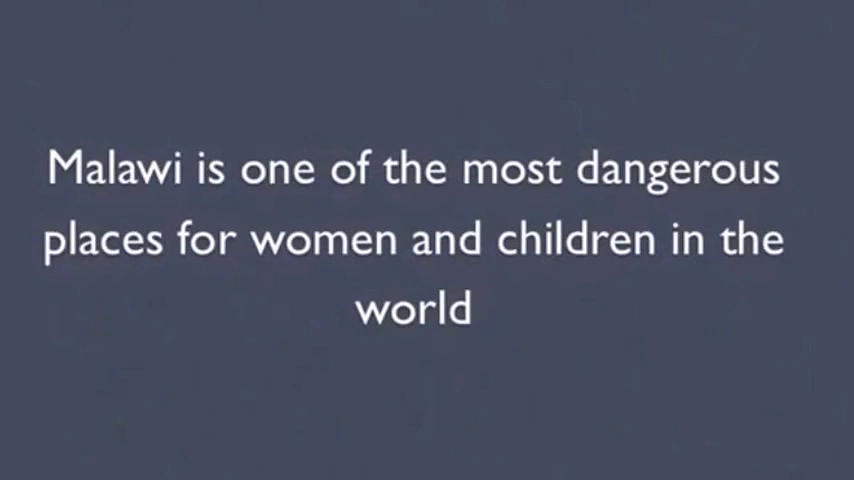 Malawi is one of the most dangerous
places for women and children in the
world